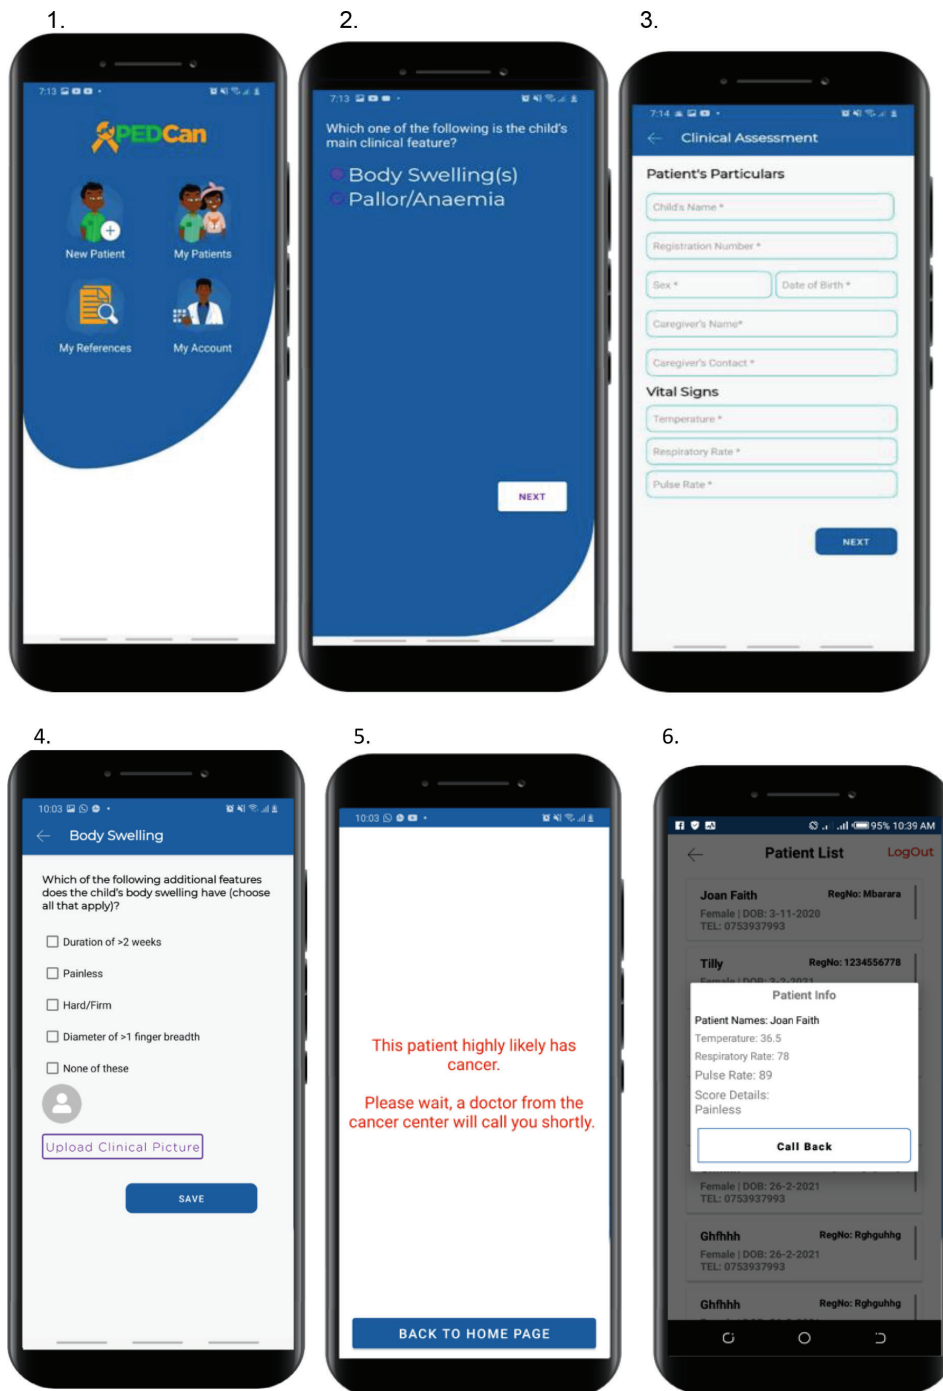 1.
2.
3.
7:13
PEDCan
New Patient
My Patients
My References
My Account
7:13
Which one of the following is the child's
main clinical feature?
Body Swelling(s)
Pallor/Anaemia
NEXT
7:14
Clinical Assessment
Patient's Particulars
Child's Name *
Registration Number *
Sex *
Date of Birth *
Caregiver's Name*
Caregiver's Contact *
Vital Signs
Temperature *
Respiratory Rate *
Pulse Rate *
NEXT
4.
5.
6.
10:03
Body Swelling
Which of the following additional features
does the child's body swelling have (choose
all that apply)?
Duration of >2 weeks
Painless
Hard/Firm
Diameter of >1 finger breadth
None of these
Upload Clinical Picture
SAVE
10:03
This patient highly likely has
cancer.
Please wait, a doctor from the
cancer center will call you shortly.
BACK TO HOME PAGE
95% 10:39 AM
Patient List
LogOut
Joan Faith
RegNo: Mbarara
Female | DOB: 3-11-2020
TEL: 0753937993
Tilly
RegNo: 1234556778
Female | DOB: 3-2-2021
Patient Info
Patient Names: Joan Faith
Temperature: 36.5
Respiratory Rate: 78
Pulse Rate: 89
Score Details:
Painless
Call Back
Female | DOB: 26-2-2021
TEL: 0753937993
Ghfhhh
RegNo: Rghguhhg
Female | DOB: 26-2-2021
TEL: 0753937993
Ghfhhh
RegNo: Rghguhhg